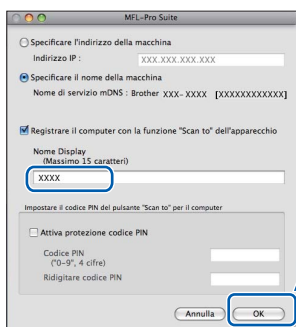 MFL-Pro Suite
Specificare l'indirizzo della macchina
Indirizzo IP : XXX.XXX.XXX.XXX
Specificare il nome della macchina
Nome di servizio mDNS : Brother XXX-XXXX [XXXXXXXXXXXX]
Registrare il computer con la funzione "Scan to" dell'apparecchio
Nome Display
(Massimo 15 caratteri)
XXXX
Impostare il codice PIN del pulsante "Scan to" per il computer
Attiva protezione codice PIN
Codice PIN
("0–9", 4 cifre)
Ridigitare codice PIN
Annulla OK